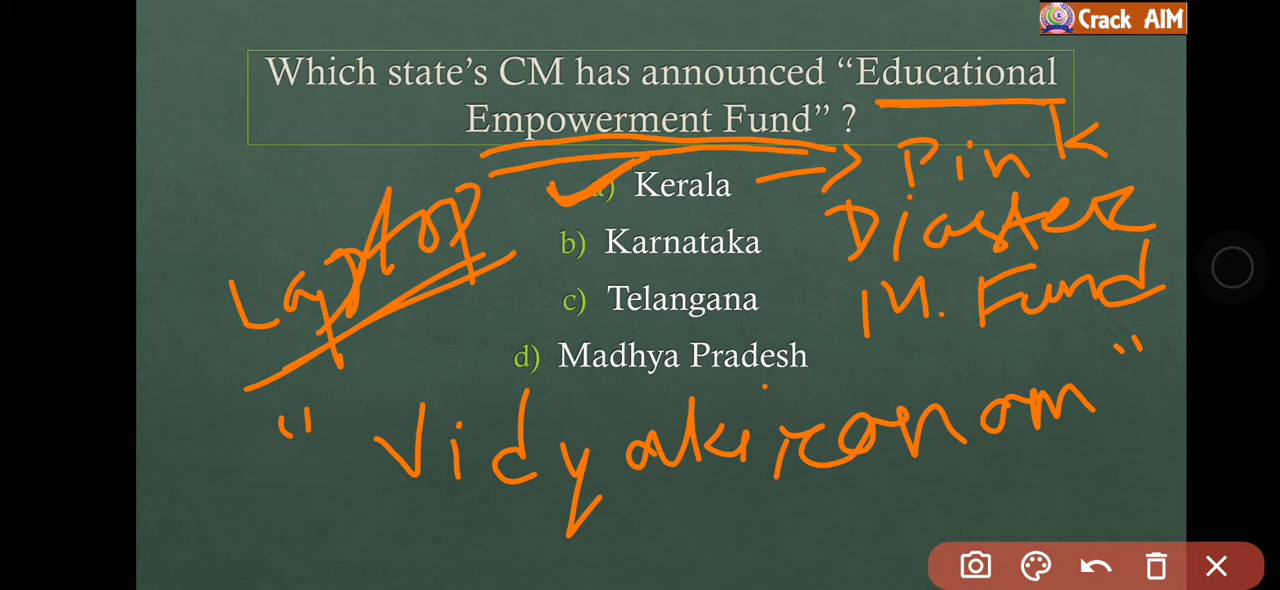 Crack AIM
Which state's CM has announced “Educational
Empowerment Fund” ?
a) Kerala
b) Karnataka
c) Telangana
d) Madhya Pradesh
Pink
Diaster
M. Fund
Laptop
" Vidyakiranam "